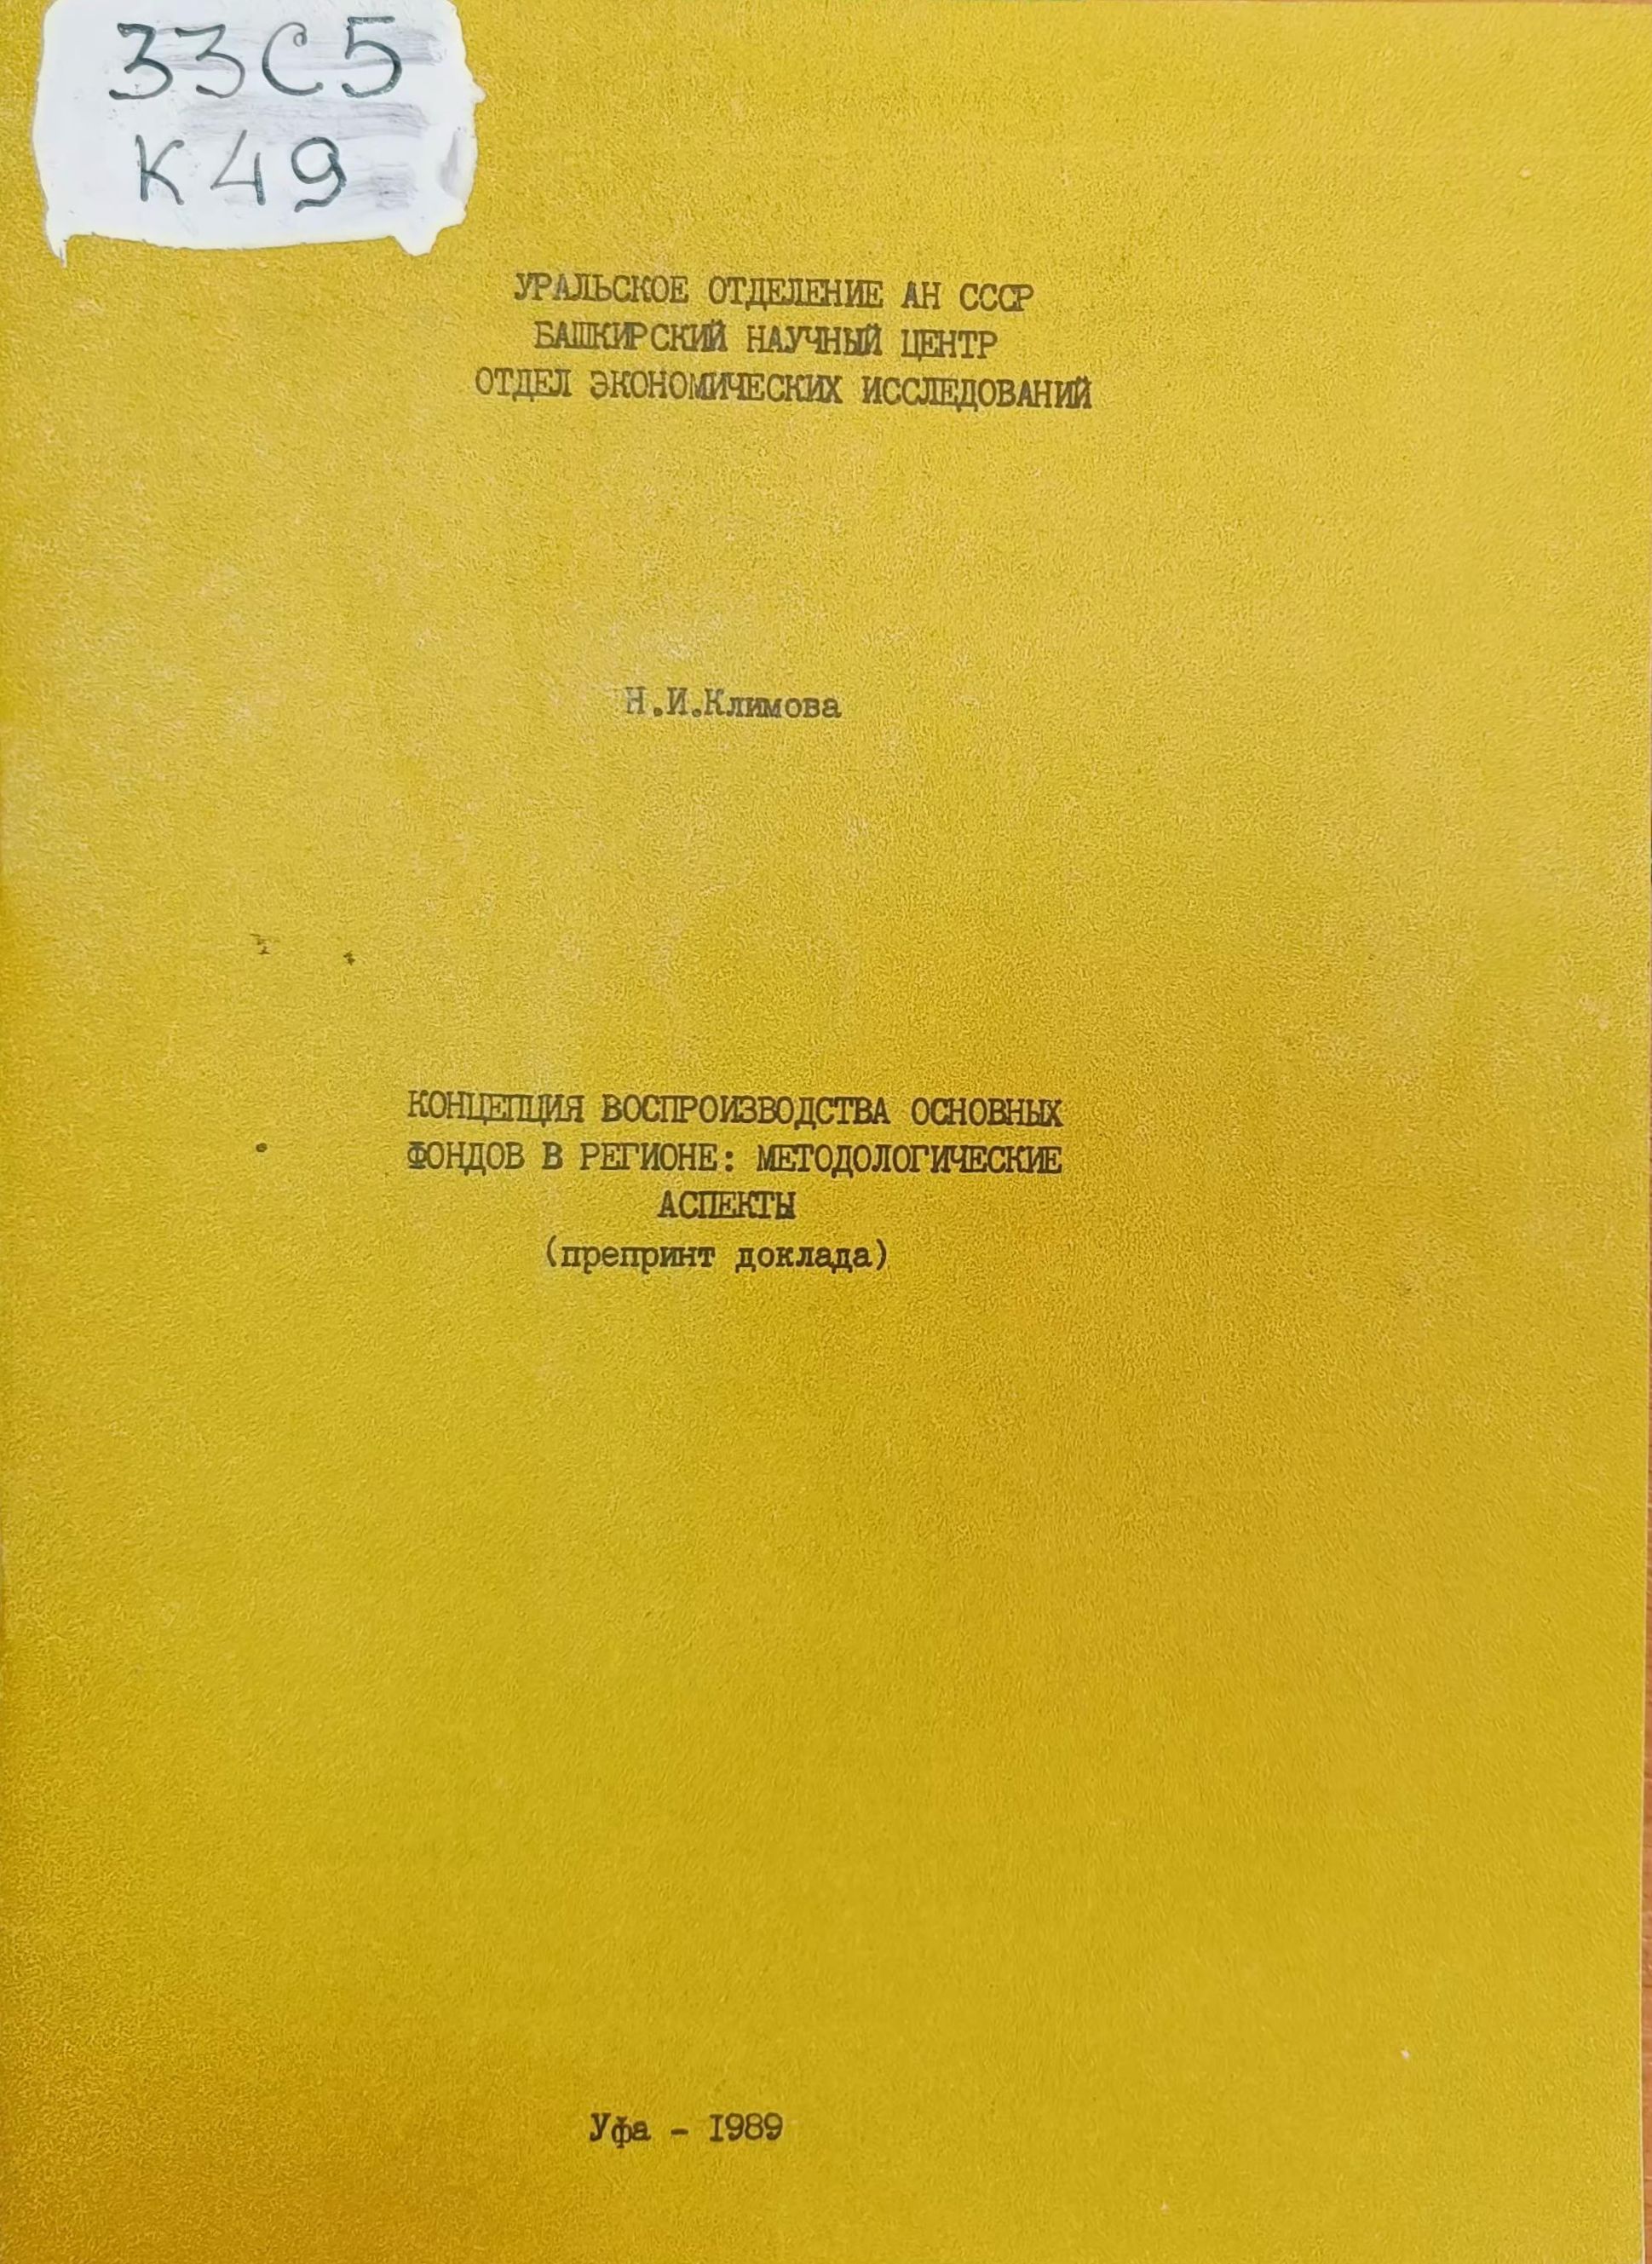 33С5
К49
УРАЛЬСКОЕ ОТДЕЛЕНИЕ АН СССР
БАШКИРСКИЙ НАУЧНЫЙ ЦЕНТР
ОТДЕЛ ЭКОНОМИЧЕСКИХ ИССЛЕДОВАНИЙ
Н.И.Климова
КОНЦЕПЦИЯ ВОСПРОИЗВОДСТВА ОСНОВНЫХ
ФОНДОВ В РЕГИОНЕ: МЕТОДОЛОГИЧЕСКИЕ
АСПЕКТЫ
(препринт доклада)
Уфа - 1989